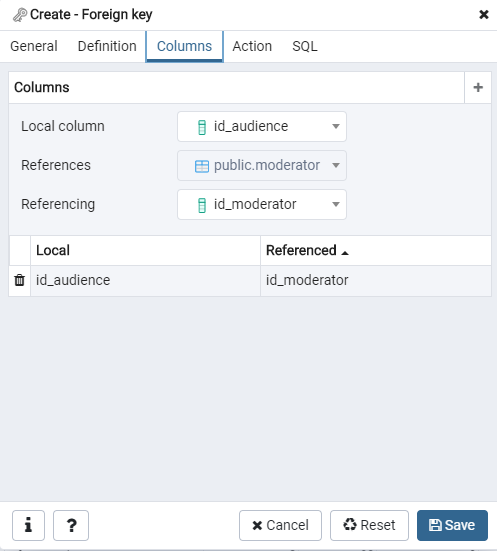 Create - Foreign key
General Definition Columns Action SQL
Columns
Local column id_audience
References public.moderator
Referencing id_moderator
Local Referenced
id_audience id_moderator
i ? Cancel Reset Save